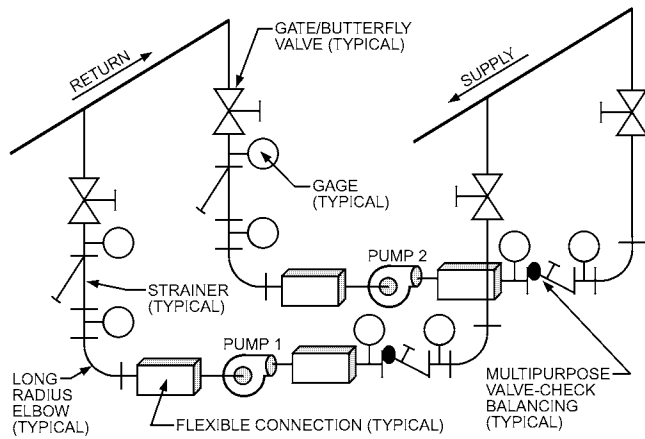 GATE/BUTTERFLY
VALVE (TYPICAL)
RETURN
SUPPLY
GAGE
(TYPICAL)
PUMP 2
STRAINER
(TYPICAL)
PUMP 1
LONG
RADIUS
ELBOW
(TYPICAL)
FLEXIBLE CONNECTION (TYPICAL)
MULTIPURPOSE
VALVE-CHECK
BALANCING
(TYPICAL)